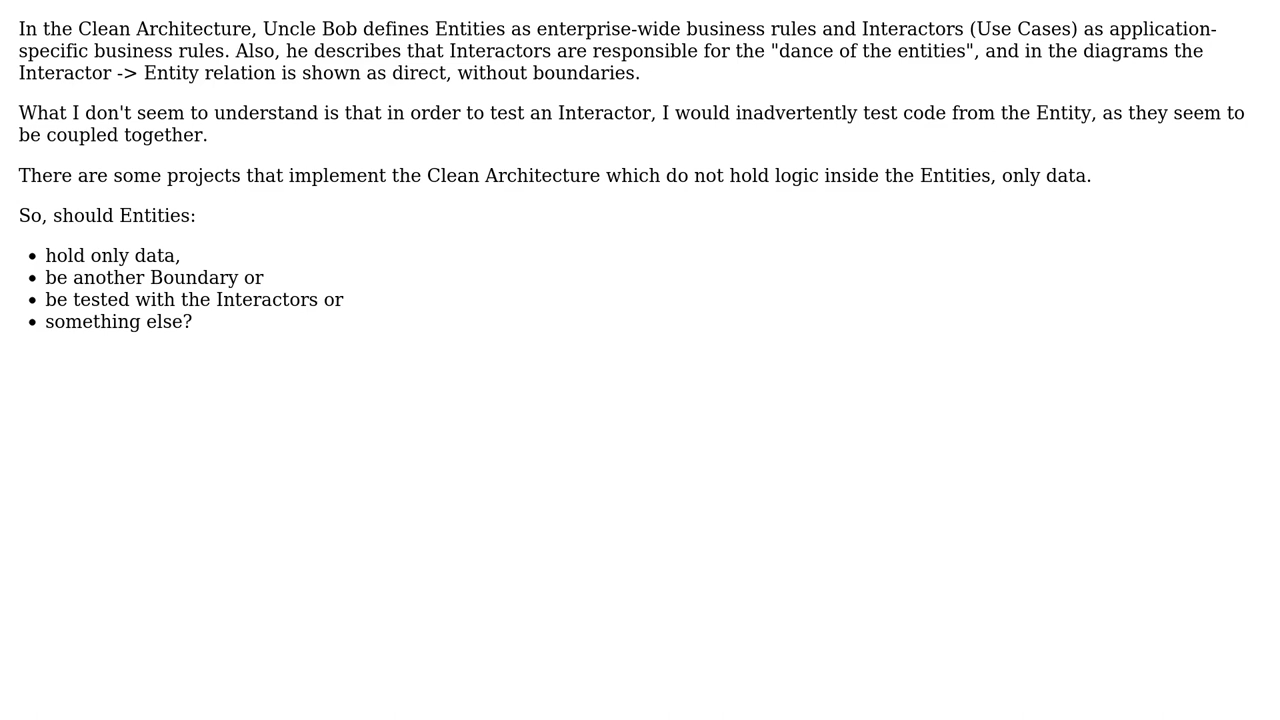 In the Clean Architecture, Uncle Bob defines Entities as enterprise-wide business rules and Interactors (Use Cases) as application-
specific business rules. Also, he describes that Interactors are responsible for the "dance of the entities", and in the diagrams the
Interactor -> Entity relation is shown as direct, without boundaries.
What I don't seem to understand is that in order to test an Interactor, I would inadvertently test code from the Entity, as they seem to
be coupled together.
There are some projects that implement the Clean Architecture which do not hold logic inside the Entities, only data.
So, should Entities:
• hold only data,
• be another Boundary or
• be tested with the Interactors or
• something else?